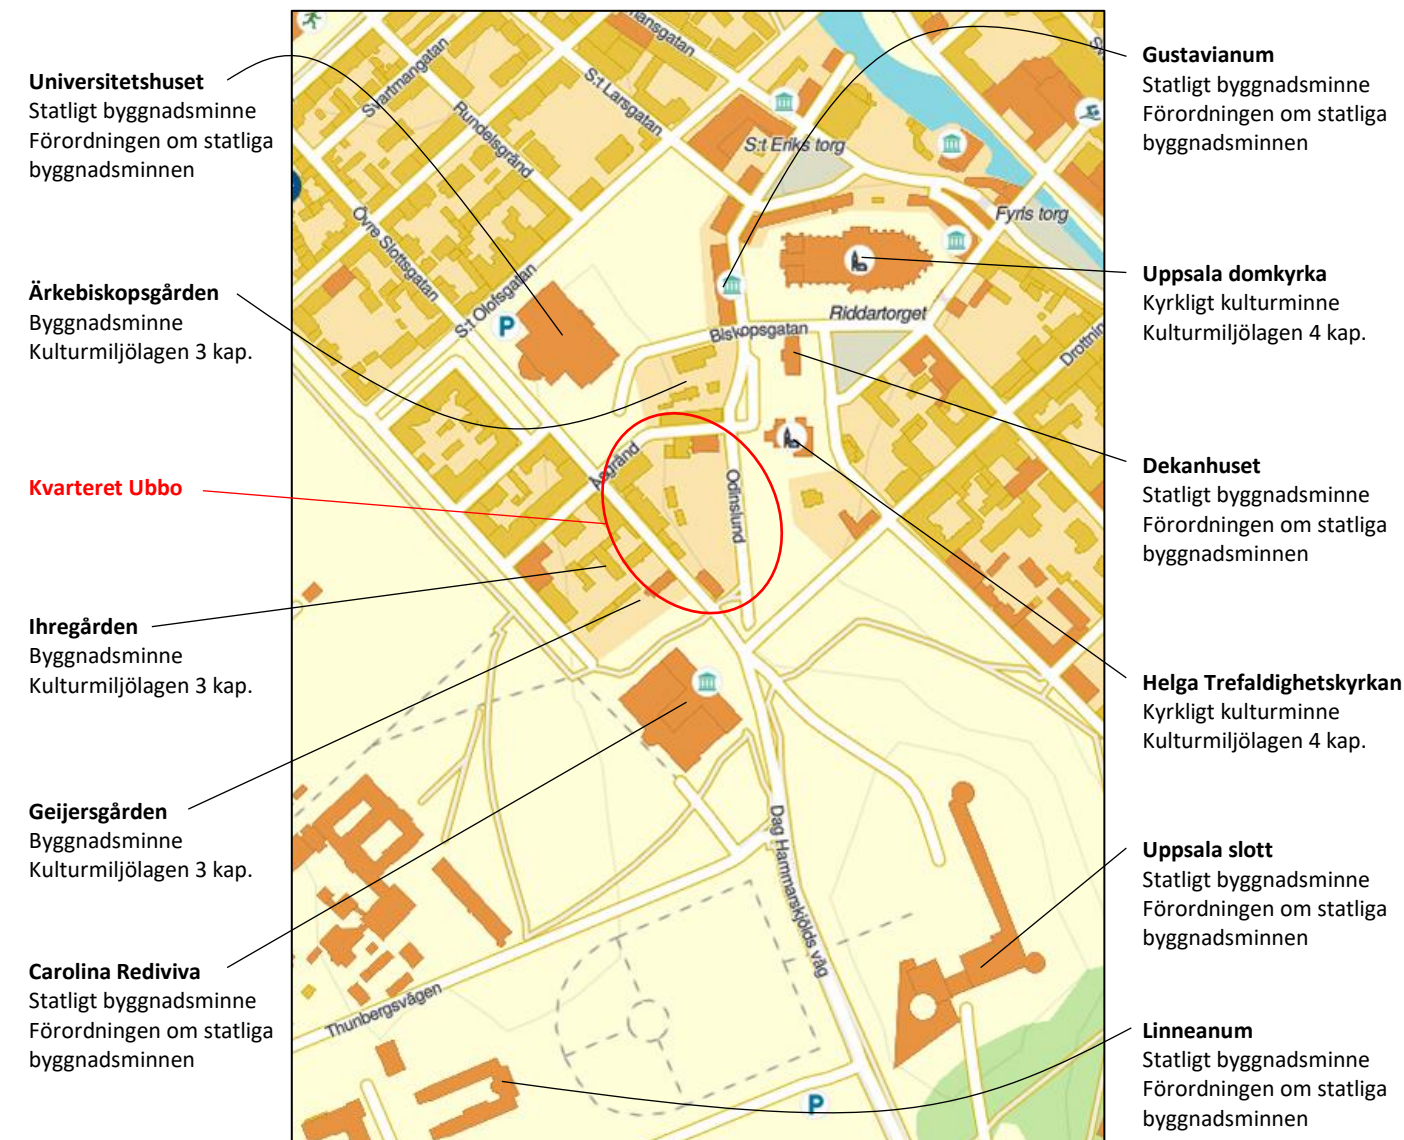 Universitetshuset
Statligt byggnadsminne
Förordningen om statliga
byggnadsminnen
Ärkebiskopsgården
Byggnadsminne
Kulturmiljölagen 3 kap.
Kvarteret Ubbo
Ihregården
Byggnadsminne
Kulturmiljölagen 3 kap.
Geijersgården
Byggnadsminne
Kulturmiljölagen 3 kap.
Carolina Rediviva
Statligt byggnadsminne
Förordningen om statliga
byggnadsminnen
Svartmangatan
S:t Larsgatan
Rundelsgränd
Övre Slottsgatan
S:t Olofsgatan
P
S:t Eriks torg
Fyris torg
Riddartorget
Biskopsgatan
Åsgränd
Odinslund
Dag Hammarskjölds väg
Thunbergsvägen
P
Gustavianum
Statligt byggnadsminne
Förordningen om statliga
byggnadsminnen
Uppsala domkyrka
Kyrkligt kulturminne
Kulturmiljölagen 4 kap.
Dekanhuset
Statligt byggnadsminne
Förordningen om statliga
byggnadsminnen
Helga Trefaldighetskyrkan
Kyrkligt kulturminne
Kulturmiljölagen 4 kap.
Uppsala slott
Statligt byggnadsminne
Förordningen om statliga
byggnadsminnen
Linneanum
Statligt byggnadsminne
Förordningen om statliga
byggnadsminnen